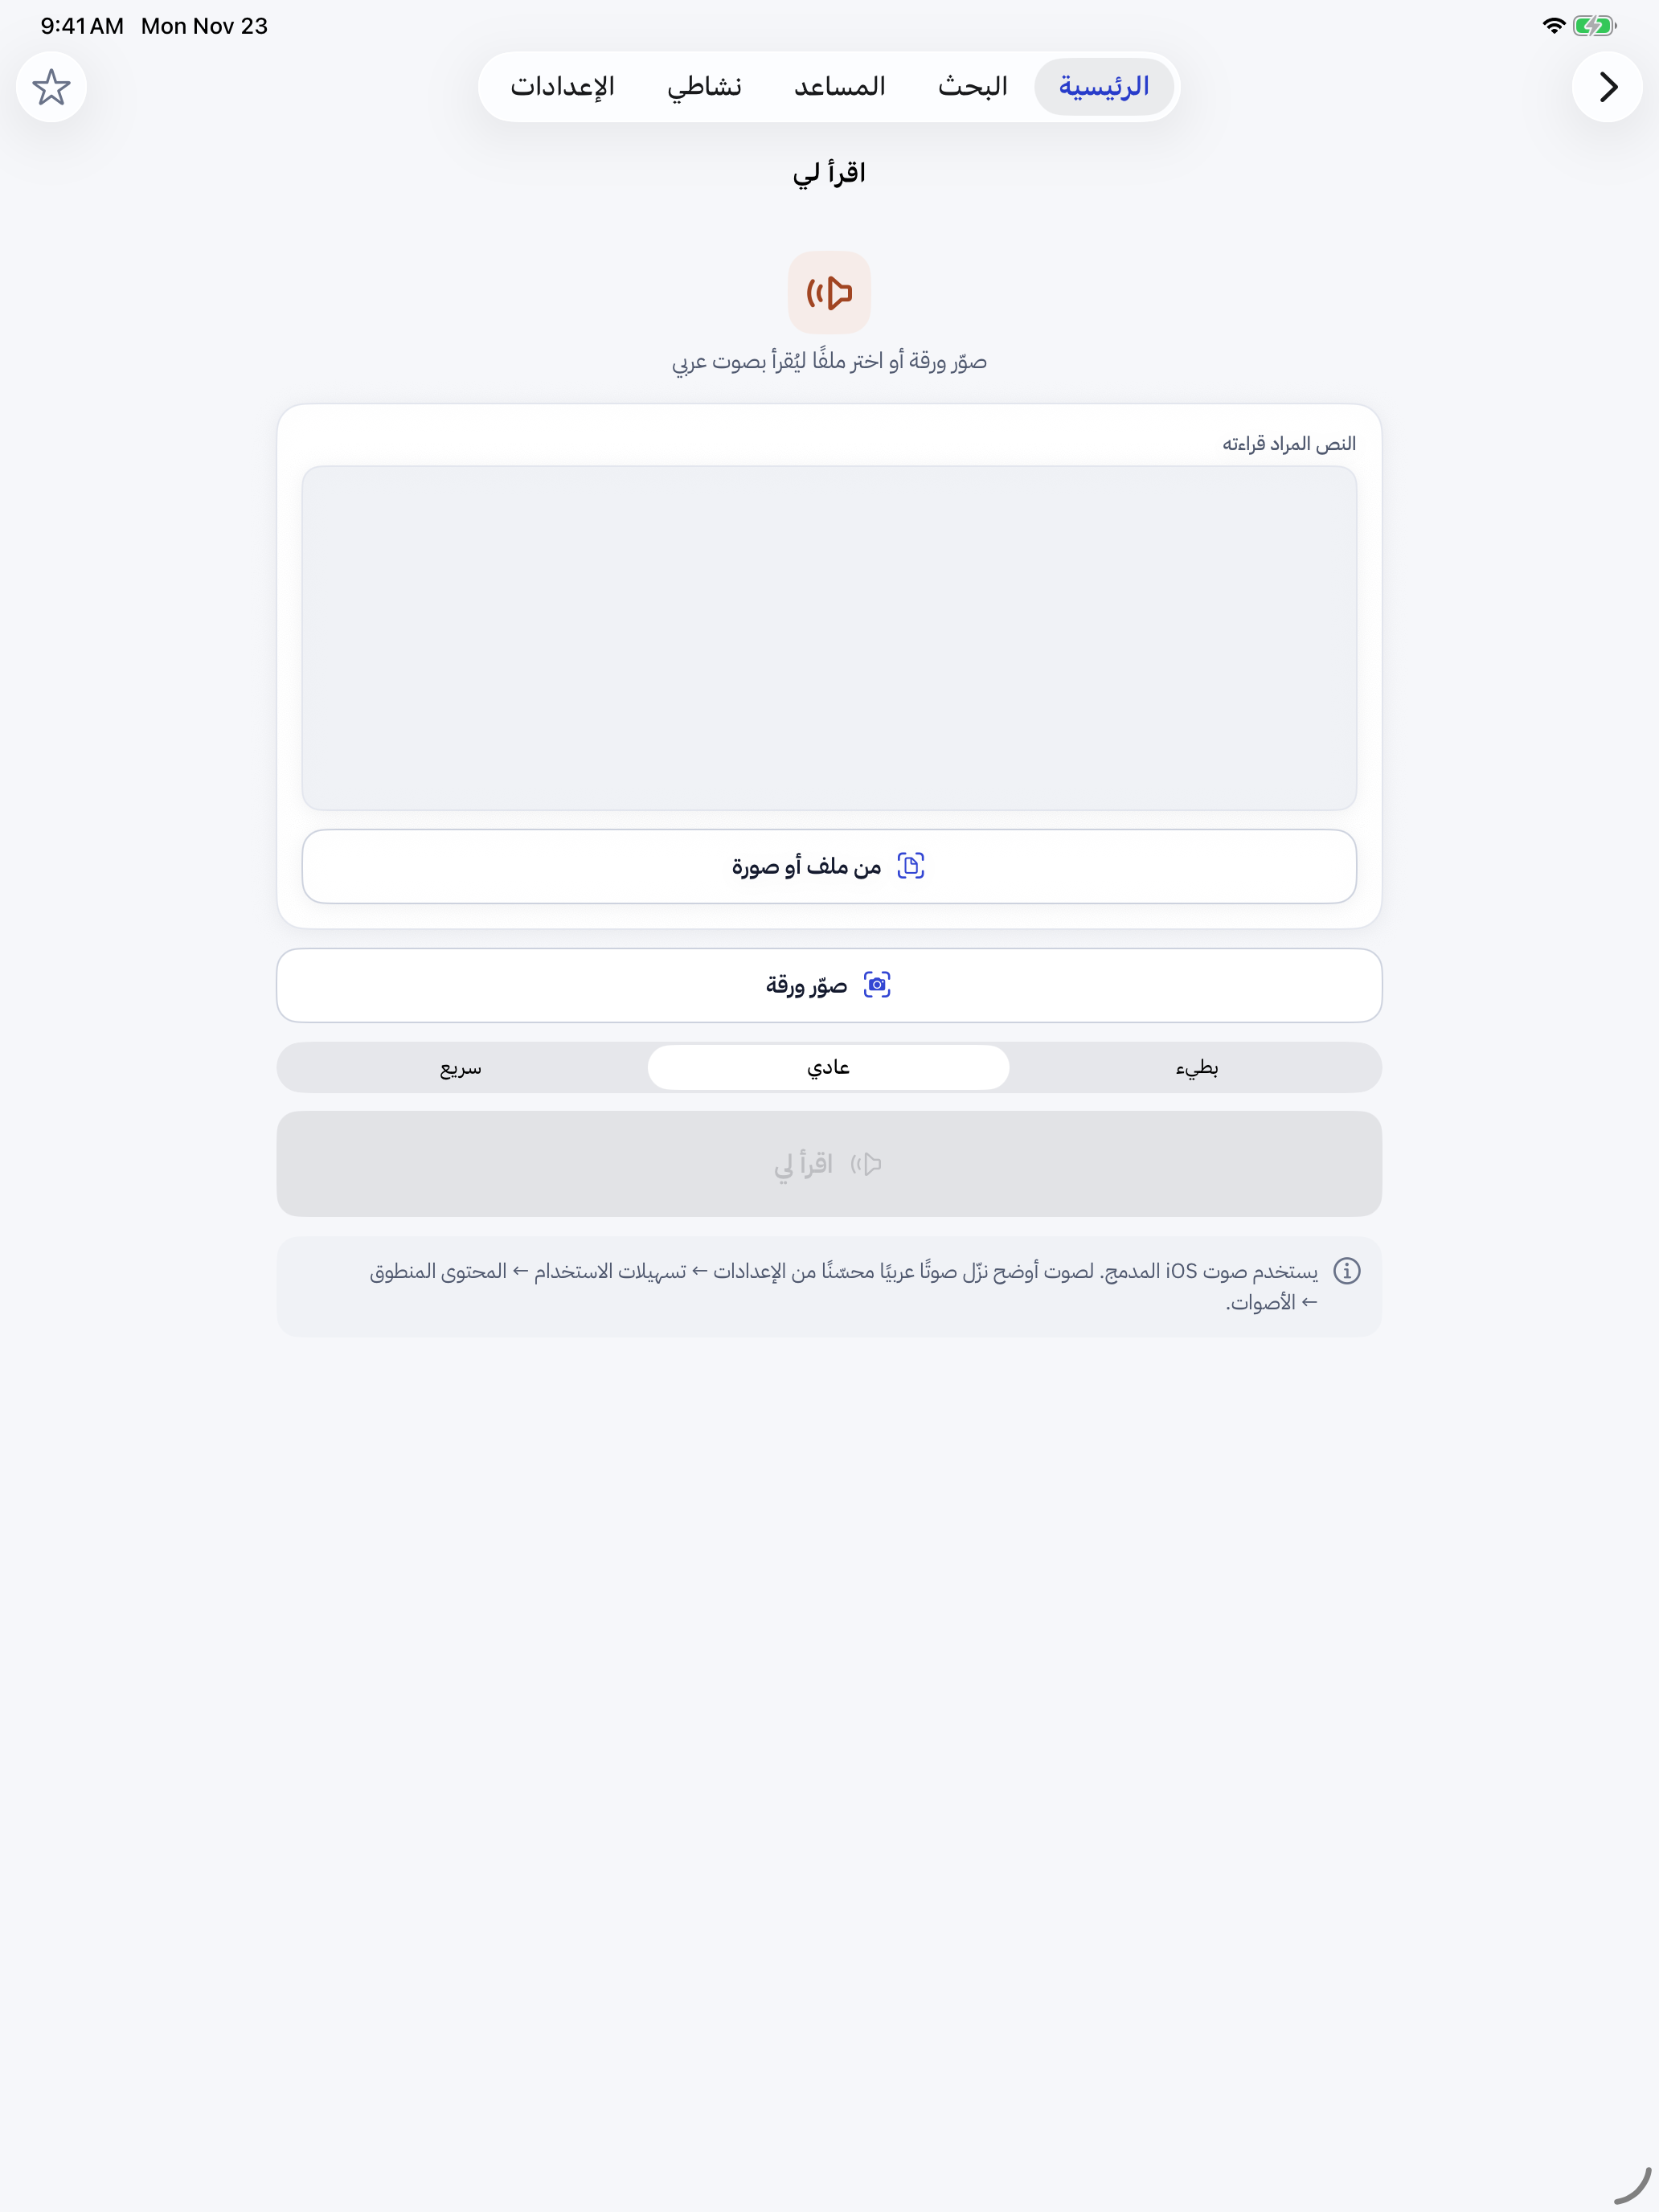 9:41 AM Mon Nov 23
الرئيسية البحث المساعد نشاطي الإعدادات
اقرأ لي
صوّر ورقة أو اختر ملفًا ليُقرأ بصوت عربي
النص المراد قراءته
من ملف أو صورة
صوّر ورقة
بطيء عادي سريع
اقرأ لي
يستخدم صوت iOS المدمج. لصوت أوضح نزّل صوتًا عربيًا محسّنًا من الإعدادات ← تسهيلات الاستخدام ← المحتوى المنطوق
← الأصوات.